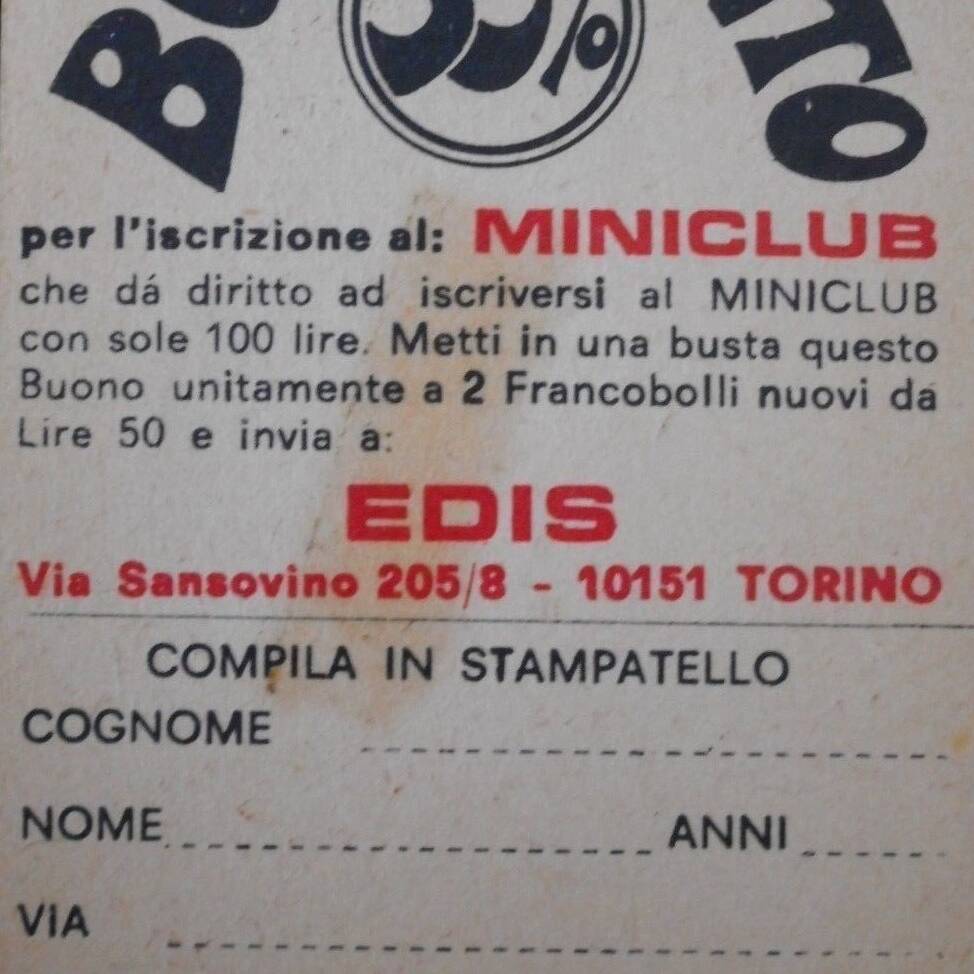 per l'iscrizione al: MINICLUB
che dá diritto ad iscriversi al MINICLUB
con sole 100 lire. Metti in una busta questo
Buono unitamente a 2 Francobolli nuovi da
Lire 50 e invia a:
EDIS
Via Sansovino 205/8 - 10151 TORINO
COMPILA IN STAMPATELLO
COGNOME
NOME ANNI
VIA